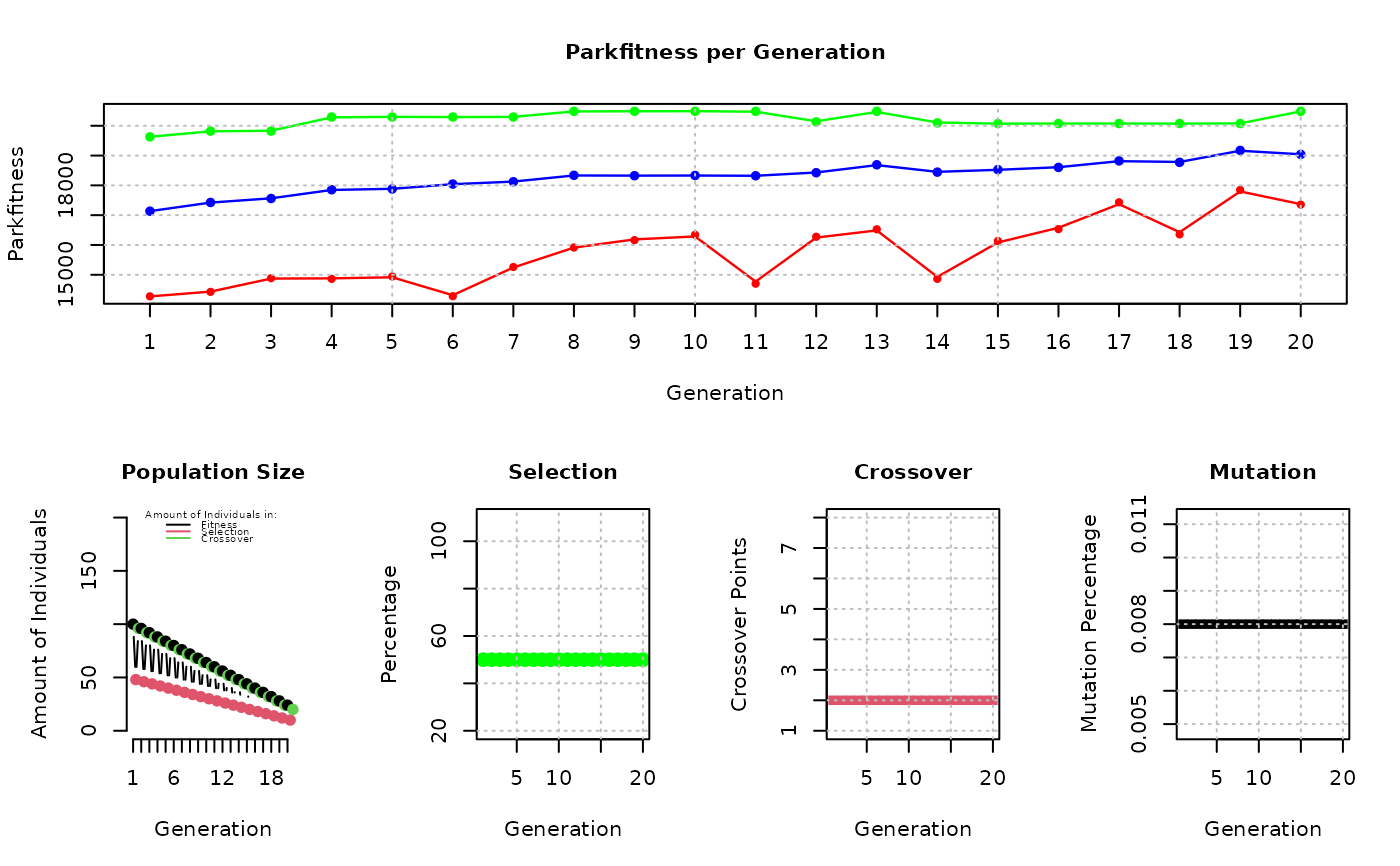 Parkfitness per Generation
Parkfitness
15000 18000
1 2 3 4 5 6 7 8 9 10 11 12 13 14 15 16 17 18 19 20
Generation
Population Size
Amount of Individuals
0 50 150
Amount of Individuals in:
Fitness
Selection
Crossover
1 6 12 18
Generation
Selection
Percentage
20 60 100
5 10 20
Generation
Crossover
Crossover Points
1 3 5 7
5 10 20
Generation
Mutation
Mutation Percentage
0.005 0.008 0.011
5 10 20
Generation